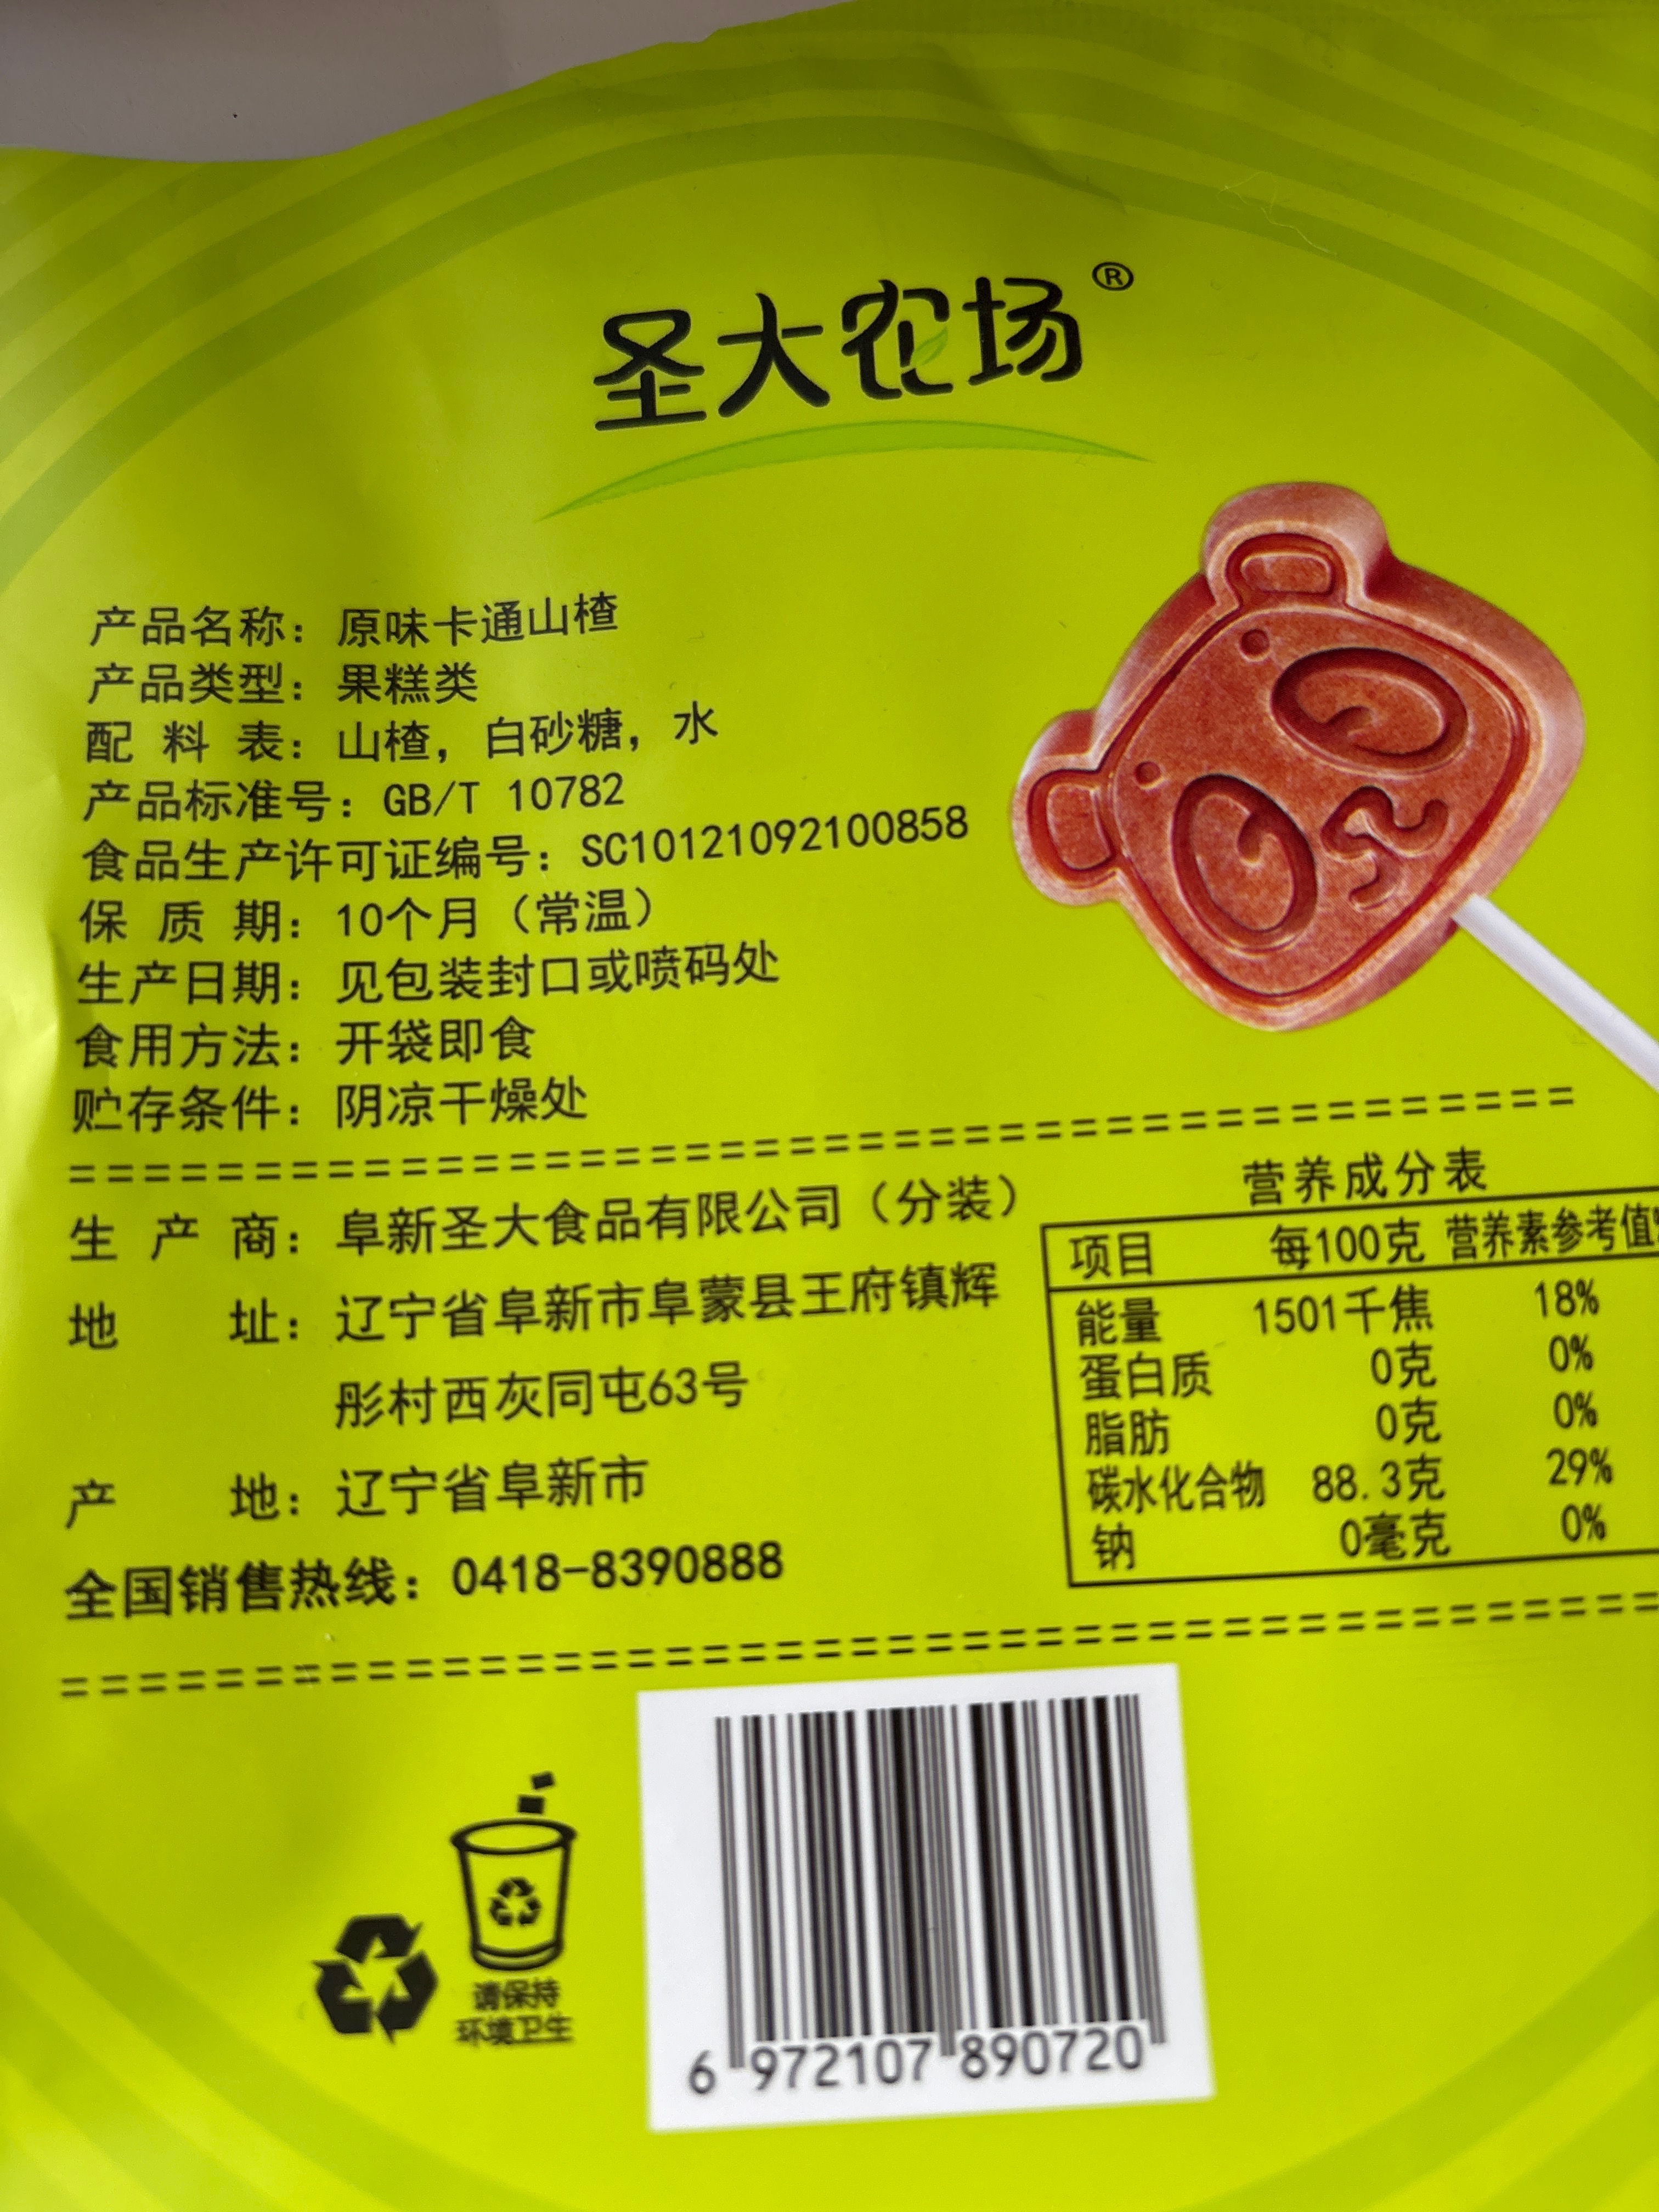 圣大农场®
产品名称：原味卡通山楂
产品类型：果糕类
配 料 表：山楂，白砂糖，水
产品标准号：GB/T 10782
食品生产许可证编号：SC10121092100858
保 质 期：10个月（常温）
生产日期：见包装封口或喷码处
食用方法：开袋即食
贮存条件：阴凉干燥处
生 产 商：阜新圣大食品有限公司（分装）
地 址：辽宁省阜新市阜蒙县王府镇辉
彤村西灰同屯63号
产 地：辽宁省阜新市
全国销售热线：0418-8390888
营养成分表
项目 每100克 营养素参考值%
能量 1501千焦 18%
蛋白质 0克 0%
脂肪 0克 0%
碳水化合物 88.3克 29%
钠 0毫克 0%
请保持
环境卫生
6 972107 890720